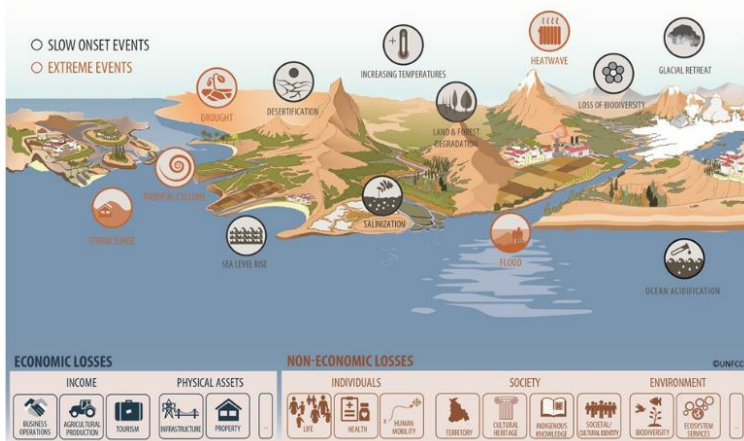 SLOW ONSET EVENTS
EXTREME EVENTS
INCREASING TEMPERATURES
HEATWAVE
GLACIAL RETREAT
DROUGHT
DESERTIFICATION
LOSS OF BIODIVERSITY
LAND & FOREST
DEGRADATION
TROPICAL CYCLONE
STORM SURGE
SALINIZATION
SEA LEVEL RISE
FLOOD
OCEAN ACIDIFICATION
©UNFCC
ECONOMIC LOSSES
INCOME
PHYSICAL ASSETS
BUSINESS
OPERATIONS
AGRICULTURAL
PRODUCTION
TOURISM
INFRASTRUCTURE
PROPERTY
...
NON-ECONOMIC LOSSES
INDIVIDUALS
SOCIETY
ENVIRONMENT
LIFE
HEALTH
HUMAN
MOBILITY
TERRITORY
CULTURAL
HERITAGE
INDIGENOUS
KNOWLEDGE
SOCIETAL/
CULTURAL IDENTITY
BIODIVERSITY
ECOSYSTEM
SERVICES
...